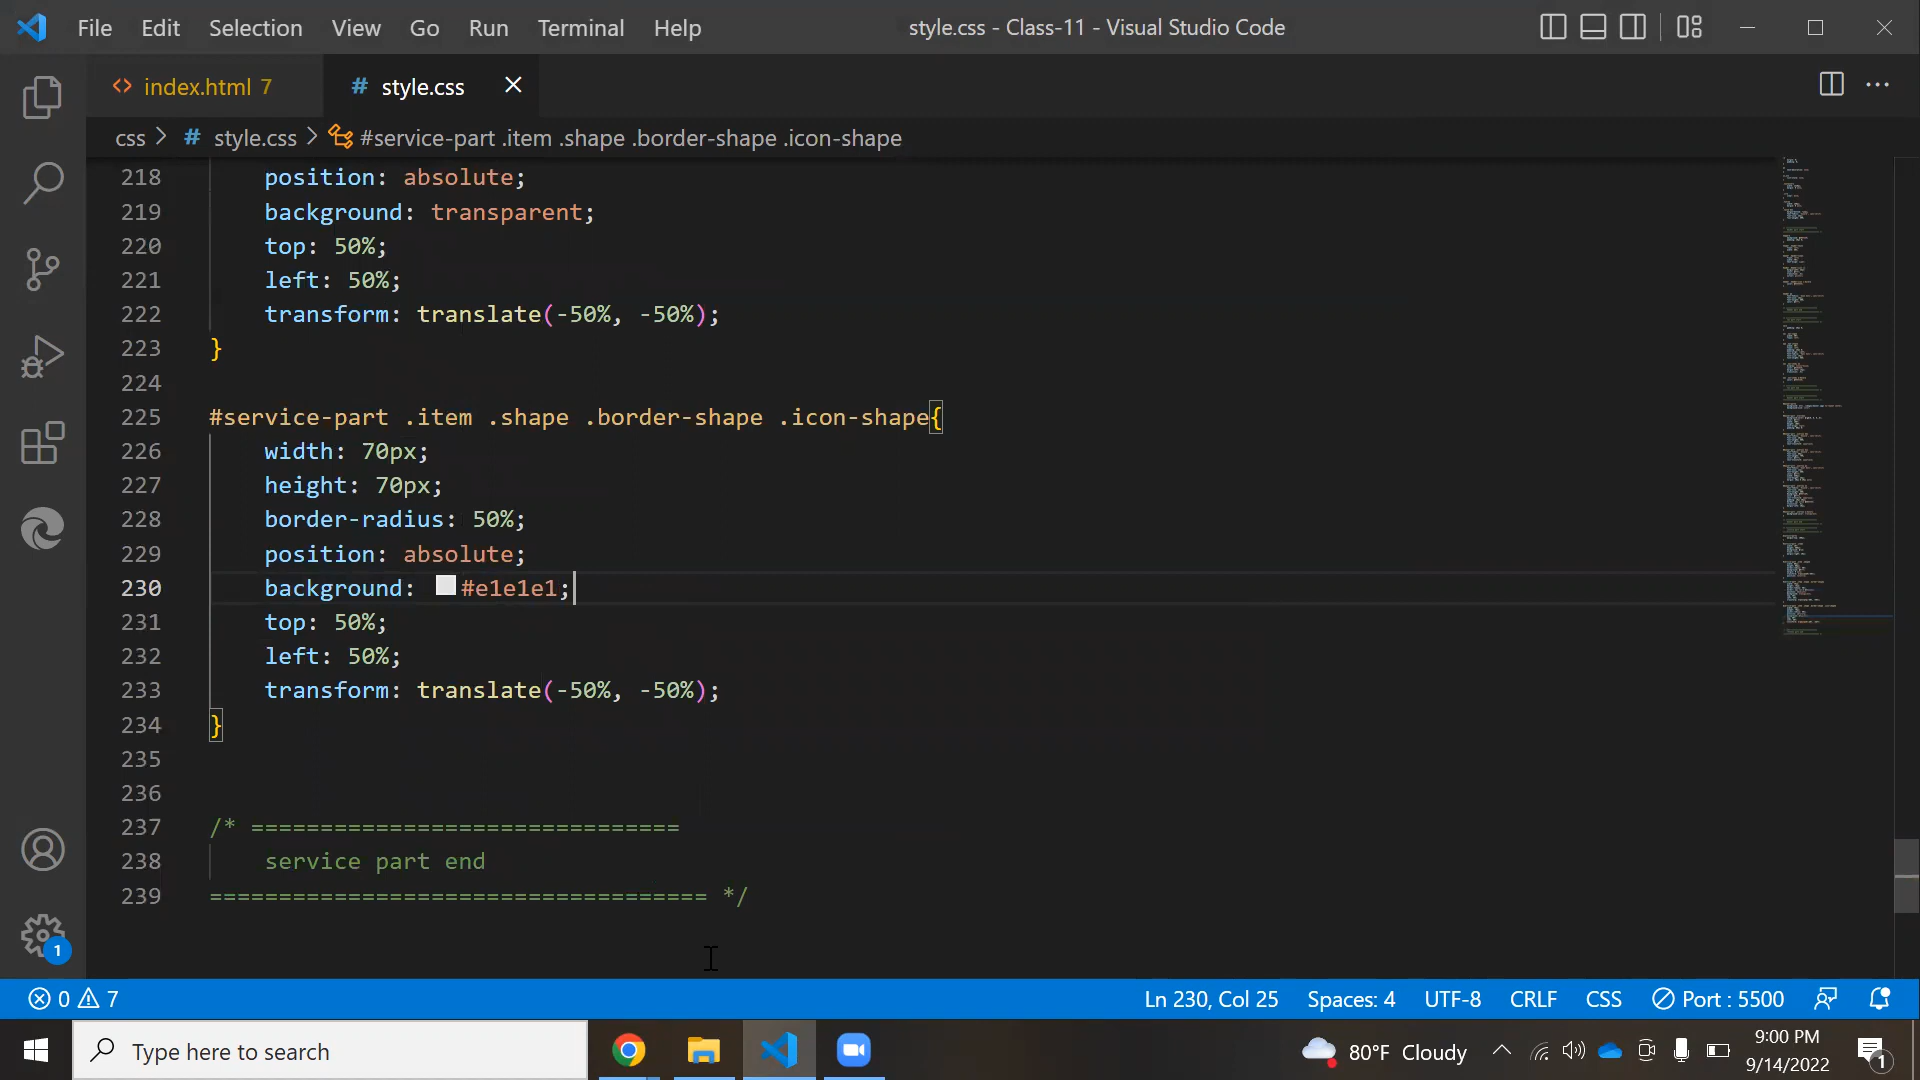 File Edit Selection View Go Run Terminal Help style.css - Class-11 - Visual Studio Code
index.html 7 # style.css
css > # style.css > #service-part .item .shape .border-shape .icon-shape
218 position: absolute;
219 background: transparent;
220 top: 50%;
221 left: 50%;
222 transform: translate(-50%, -50%);
223 }
224
225 #service-part .item .shape .border-shape .icon-shape{
226 width: 70px;
227 height: 70px;
228 border-radius: 50%;
229 position: absolute;
230 background: #e1e1e1;
231 top: 50%;
232 left: 50%;
233 transform: translate(-50%, -50%);
234 }
235
236
237 /* ===============================
238 service part end
239 ==================================== */
1
0 7 Ln 230, Col 25 Spaces: 4 UTF-8 CRLF CSS Port : 5500
Type here to search 80°F Cloudy 9:00 PM
9/14/2022
1